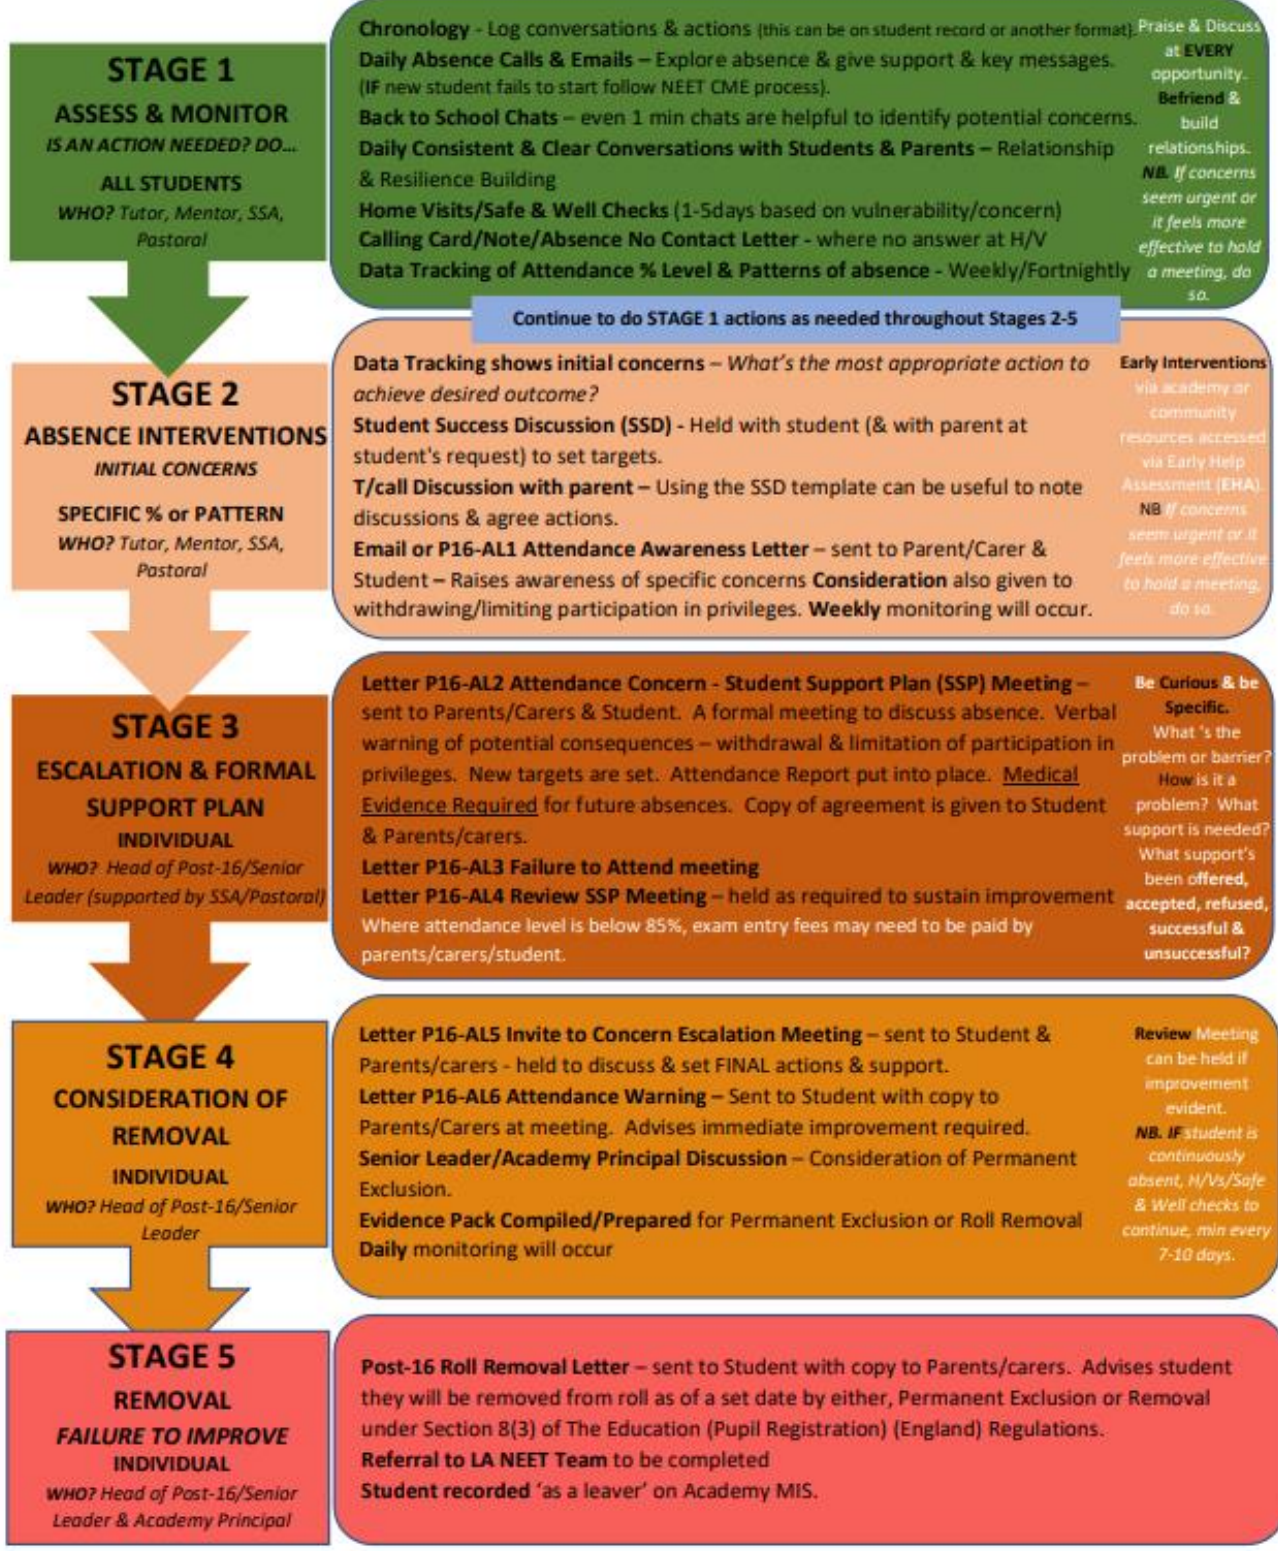 STAGE 1
ASSESS & MONITOR
IS AN ACTION NEEDED? DO...
ALL STUDENTS
WHO? Tutor, Mentor, SSA,
Pastoral
Chronology - Log conversations & actions (this can be on student record or another format).
Daily Absence Calls & Emails – Explore absence & give support & key messages.
(IF new student fails to start follow NEET CME process).
Back to School Chats – even 1 min chats are helpful to identify potential concerns.
Daily Consistent & Clear Conversations with Students & Parents – Relationship
& Resilience Building
Home Visits/Safe & Well Checks (1-5days based on vulnerability/concern)
Calling Card/Note/Absence No Contact Letter - where no answer at H/V
Data Tracking of Attendance % Level & Patterns of absence - Weekly/Fortnightly
Praise & Discuss
at EVERY
opportunity.
Befriend &
build
relationships.
NB. If concerns
seem urgent or
it feels more
effective to hold
a meeting, do
so.
Continue to do STAGE 1 actions as needed throughout Stages 2-5
STAGE 2
ABSENCE INTERVENTIONS
INITIAL CONCERNS
SPECIFIC % or PATTERN
WHO? Tutor, Mentor, SSA,
Pastoral
Data Tracking shows initial concerns – What's the most appropriate action to
achieve desired outcome?
Student Success Discussion (SSD) - Held with student (& with parent at
student's request) to set targets.
T/call Discussion with parent – Using the SSD template can be useful to note
discussions & agree actions.
Email or P16-AL1 Attendance Awareness Letter – sent to Parent/Carer &
Student – Raises awareness of specific concerns Consideration also given to
withdrawing/limiting participation in privileges. Weekly monitoring will occur.
Early Interventions
via academy or
community
resources accessed
via Early Help
Assessment (EHA).
NB If concerns
seem urgent or it
feels more effective
to hold a meeting,
do so.
STAGE 3
ESCALATION & FORMAL
SUPPORT PLAN
INDIVIDUAL
WHO? Head of Post-16/Senior
Leader (supported by SSA/Pastoral)
Letter P16-AL2 Attendance Concern - Student Support Plan (SSP) Meeting –
sent to Parents/Carers & Student. A formal meeting to discuss absence. Verbal
warning of potential consequences – withdrawal & limitation of participation in
privileges. New targets are set. Attendance Report put into place. Medical
Evidence Required for future absences. Copy of agreement is given to Student
& Parents/carers.
Letter P16-AL3 Failure to Attend meeting
Letter P16-AL4 Review SSP Meeting – held as required to sustain improvement
Where attendance level is below 85%, exam entry fees may need to be paid by
parents/carers/student.
Be Curious & be
Specific.
What 's the
problem or barrier?
How is it a
problem? What
support is needed?
What support's
been offered,
accepted, refused,
successful &
unsuccessful?
STAGE 4
CONSIDERATION OF
REMOVAL
INDIVIDUAL
WHO? Head of Post-16/Senior
Leader
Letter P16-AL5 Invite to Concern Escalation Meeting – sent to Student &
Parents/carers - held to discuss & set FINAL actions & support.
Letter P16-AL6 Attendance Warning – Sent to Student with copy to
Parents/Carers at meeting. Advises immediate improvement required.
Senior Leader/Academy Principal Discussion – Consideration of Permanent
Exclusion.
Evidence Pack Compiled/Prepared for Permanent Exclusion or Roll Removal
Daily monitoring will occur
Review Meeting
can be held if
improvement
evident.
NB. IF student is
continuously
absent, H/Vs/Safe
& Well checks to
continue, min every
7-10 days.
STAGE 5
REMOVAL
FAILURE TO IMPROVE
INDIVIDUAL
WHO? Head of Post-16/Senior
Leader & Academy Principal
Post-16 Roll Removal Letter – sent to Student with copy to Parents/carers. Advises student
they will be removed from roll as of a set date by either, Permanent Exclusion or Removal
under Section 8(3) of The Education (Pupil Registration) (England) Regulations.
Referral to LA NEET Team to be completed
Student recorded 'as a leaver' on Academy MIS.